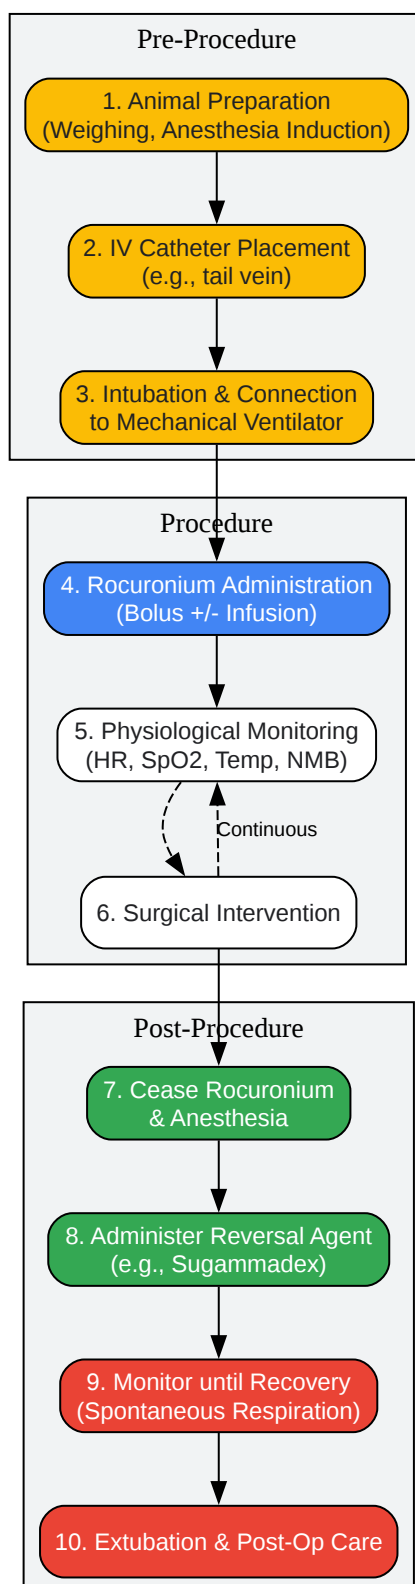 Pre-Procedure
1. Animal Preparation
(Weighing, Anesthesia Induction)
2. IV Catheter Placement
(e.g., tail vein)
3. Intubation & Connection
to Mechanical Ventilator
Procedure
4. Rocuronium Administration
(Bolus +/- Infusion)
5. Physiological Monitoring
(HR, SpO2, Temp, NMB)
Continuous
6. Surgical Intervention
Post-Procedure
7. Cease Rocuronium
& Anesthesia
8. Administer Reversal Agent
(e.g., Sugammadex)
9. Monitor until Recovery
(Spontaneous Respiration)
10. Extubation & Post-Op Care